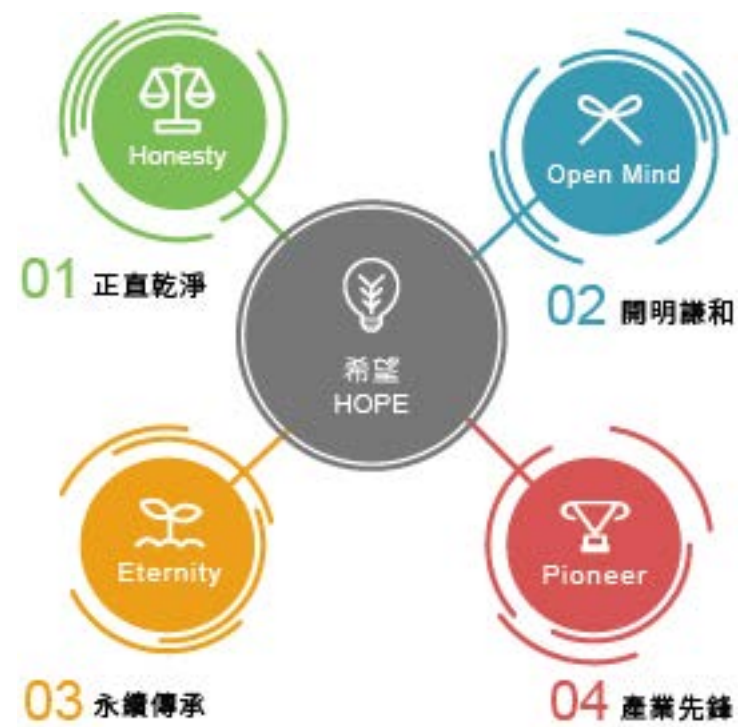 Honesty
01 正直乾淨
Open Mind
02 開明謙和
希望
HOPE
Eternity
03 永續傳承
Pioneer
04 產業先鋒